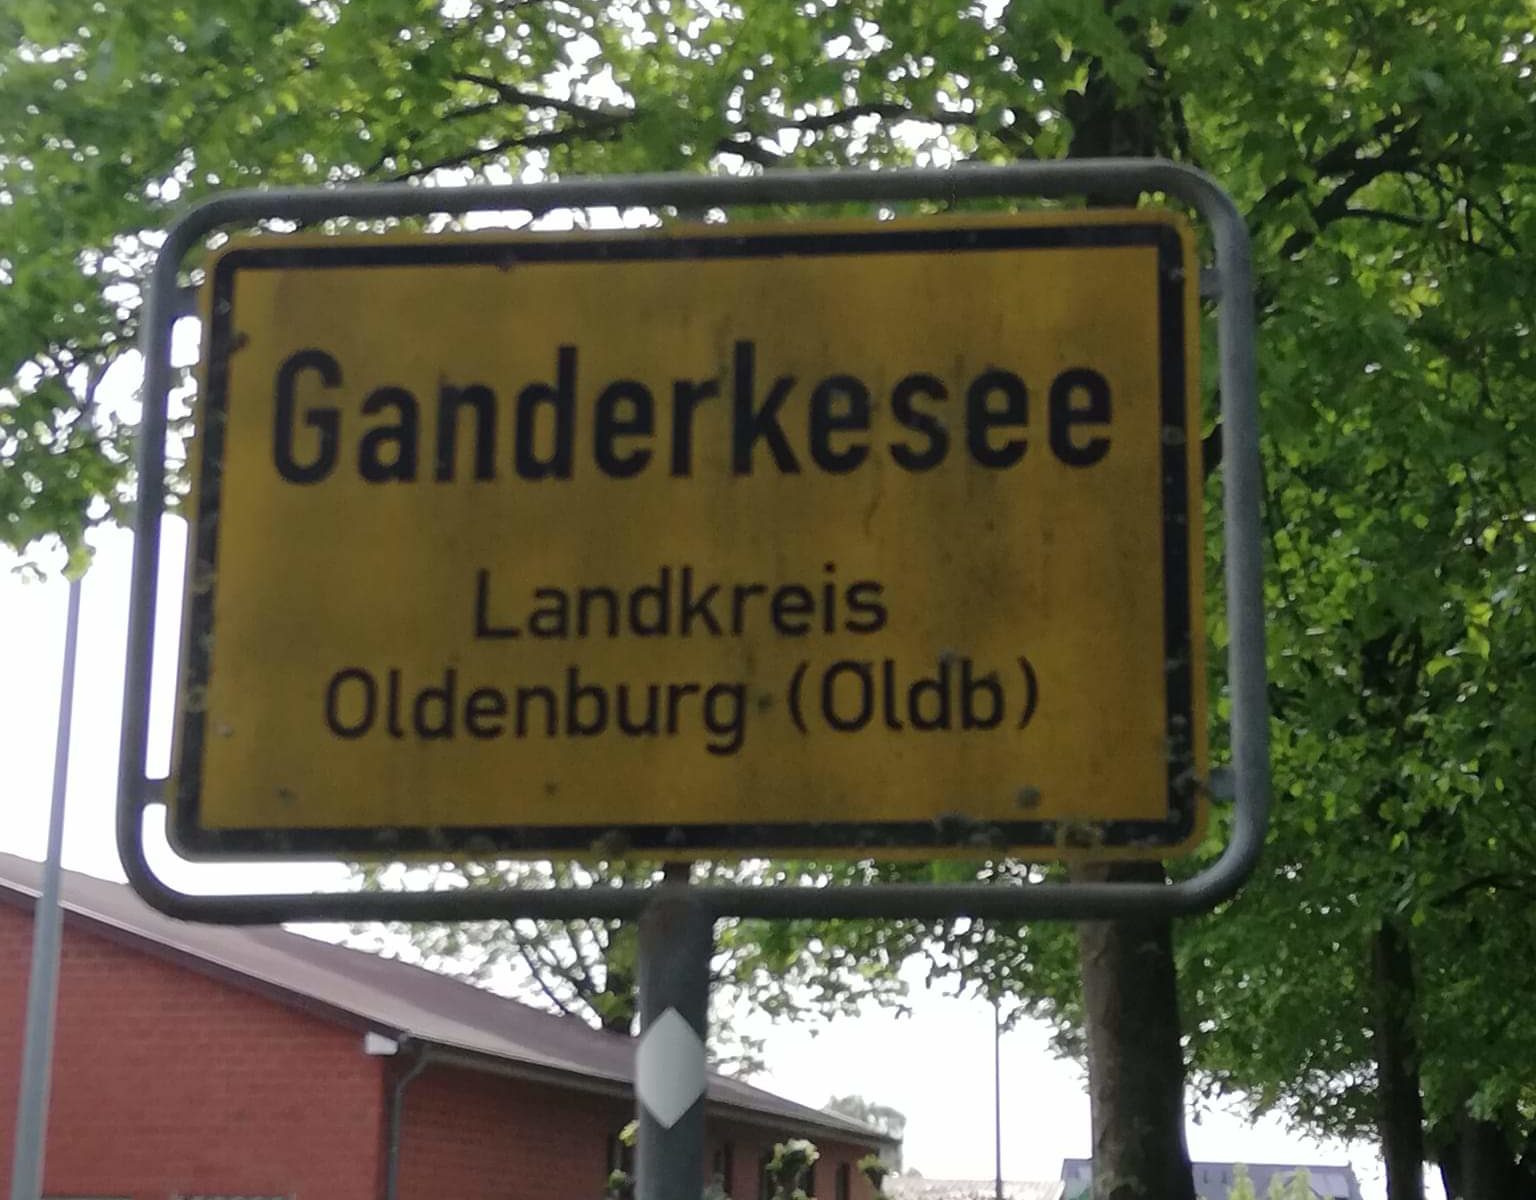 Ganderkesee
Landkreis
Oldenburg (Oldb)